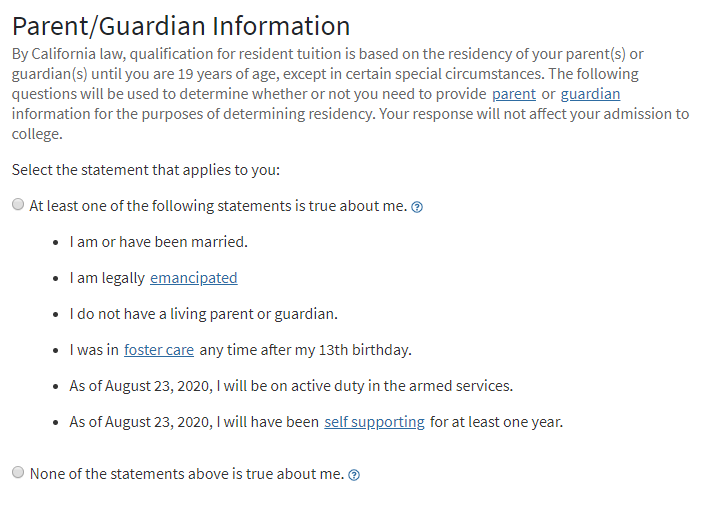 Parent/Guardian Information
By California law, qualification for resident tuition is based on the residency of your parent(s) or
guardian(s) until you are 19 years of age, except in certain special circumstances. The following
questions will be used to determine whether or not you need to provide parent or guardian
information for the purposes of determining residency. Your response will not affect your admission to
college.
Select the statement that applies to you:
At least one of the following statements is true about me. ?
• I am or have been married.
• I am legally emancipated
• I do not have a living parent or guardian.
• I was in foster care any time after my 13th birthday.
• As of August 23, 2020, I will be on active duty in the armed services.
• As of August 23, 2020, I will have been self supporting for at least one year.
None of the statements above is true about me. ?